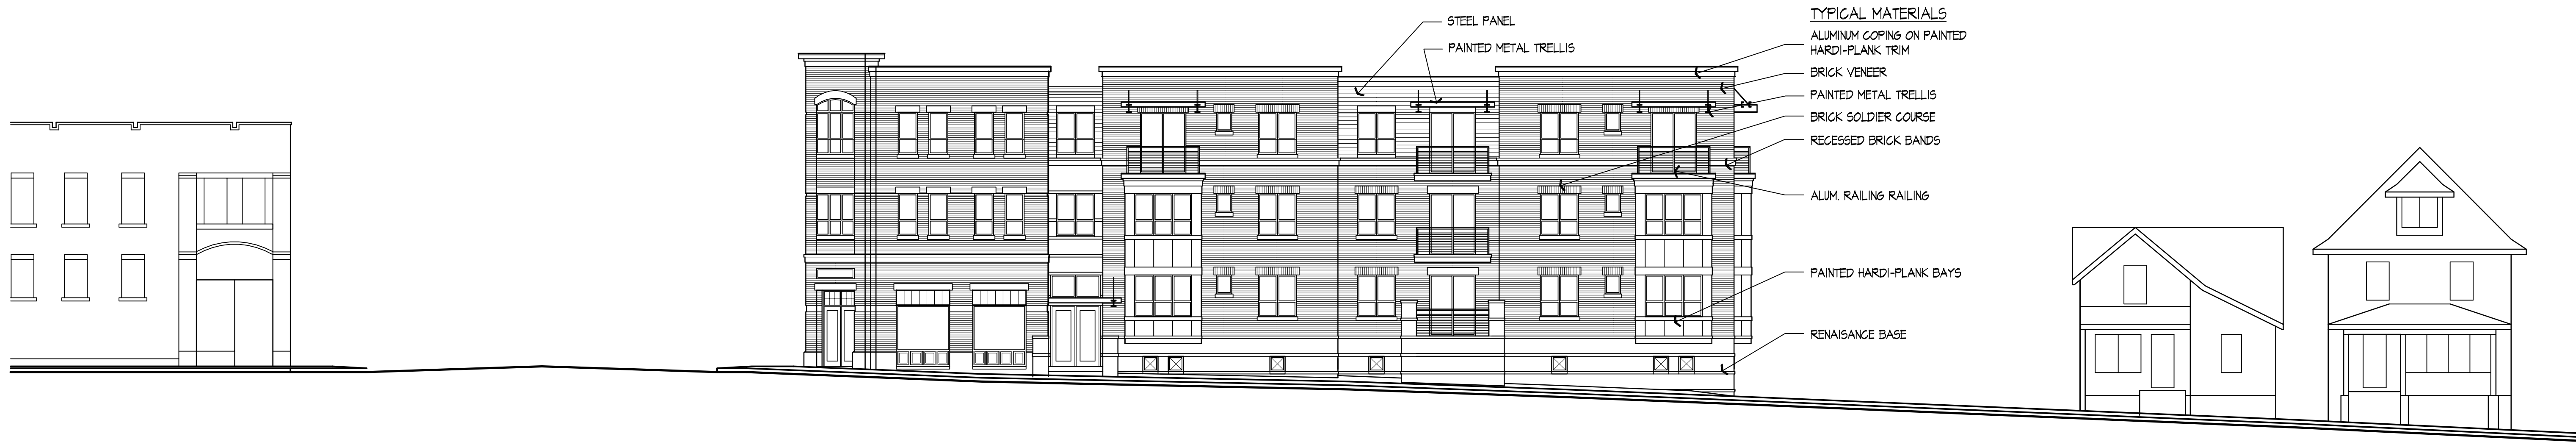 STEEL PANEL
PAINTED METAL TRELLIS
TYPICAL MATERIALS
ALUMINUM COPING ON PAINTED
HARDI-PLANK TRIM
BRICK VENEER
PAINTED METAL TRELLIS
BRICK SOLDIER COURSE
RECESSED BRICK BANDS
ALUM. RAILING RAILING
PAINTED HARDI-PLANK BAYS
RENAISANCE BASE